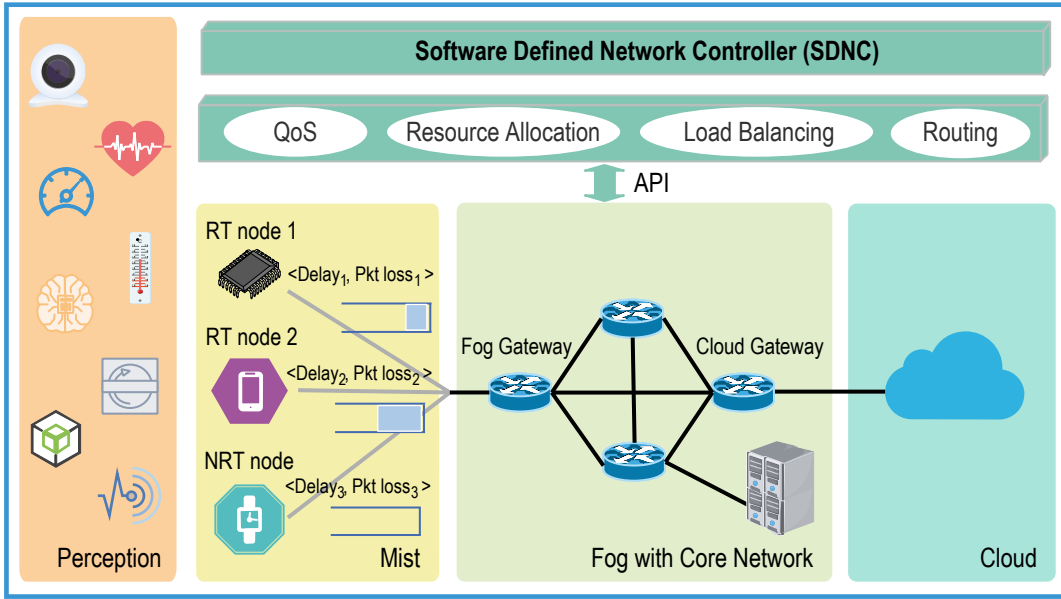 Software Defined Network Controller (SDNC)
QoS
Resource Allocation
Load Balancing
Routing
API
RT node 1
<Delay1, Pkt loss1 >
RT node 2
<Delay2, Pkt loss2 >
NRT node
<Delay3, Pkt loss3 >
Fog Gateway
Cloud Gateway
Perception
Mist
Fog with Core Network
Cloud